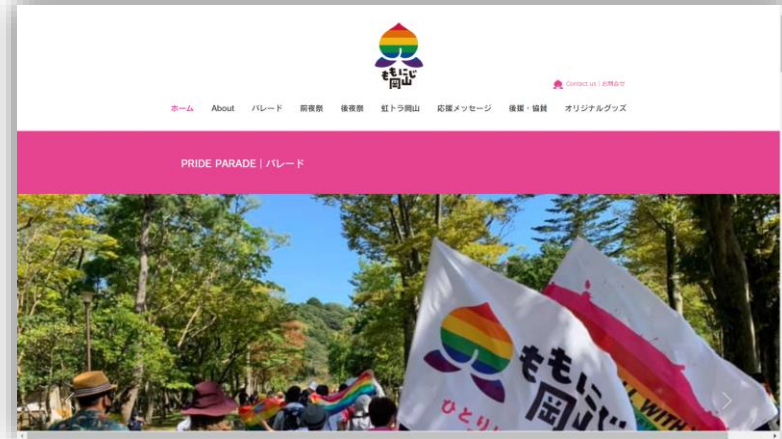 ももにじ
岡山
Contact us｜お問合せ
ホーム About パレード 前夜祭 後夜祭 虹トラ岡山 応援メッセージ 後援・協賛 オリジナルグッズ
PRIDE PARADE｜パレード
ももにじ
岡山
ひとり
WITH